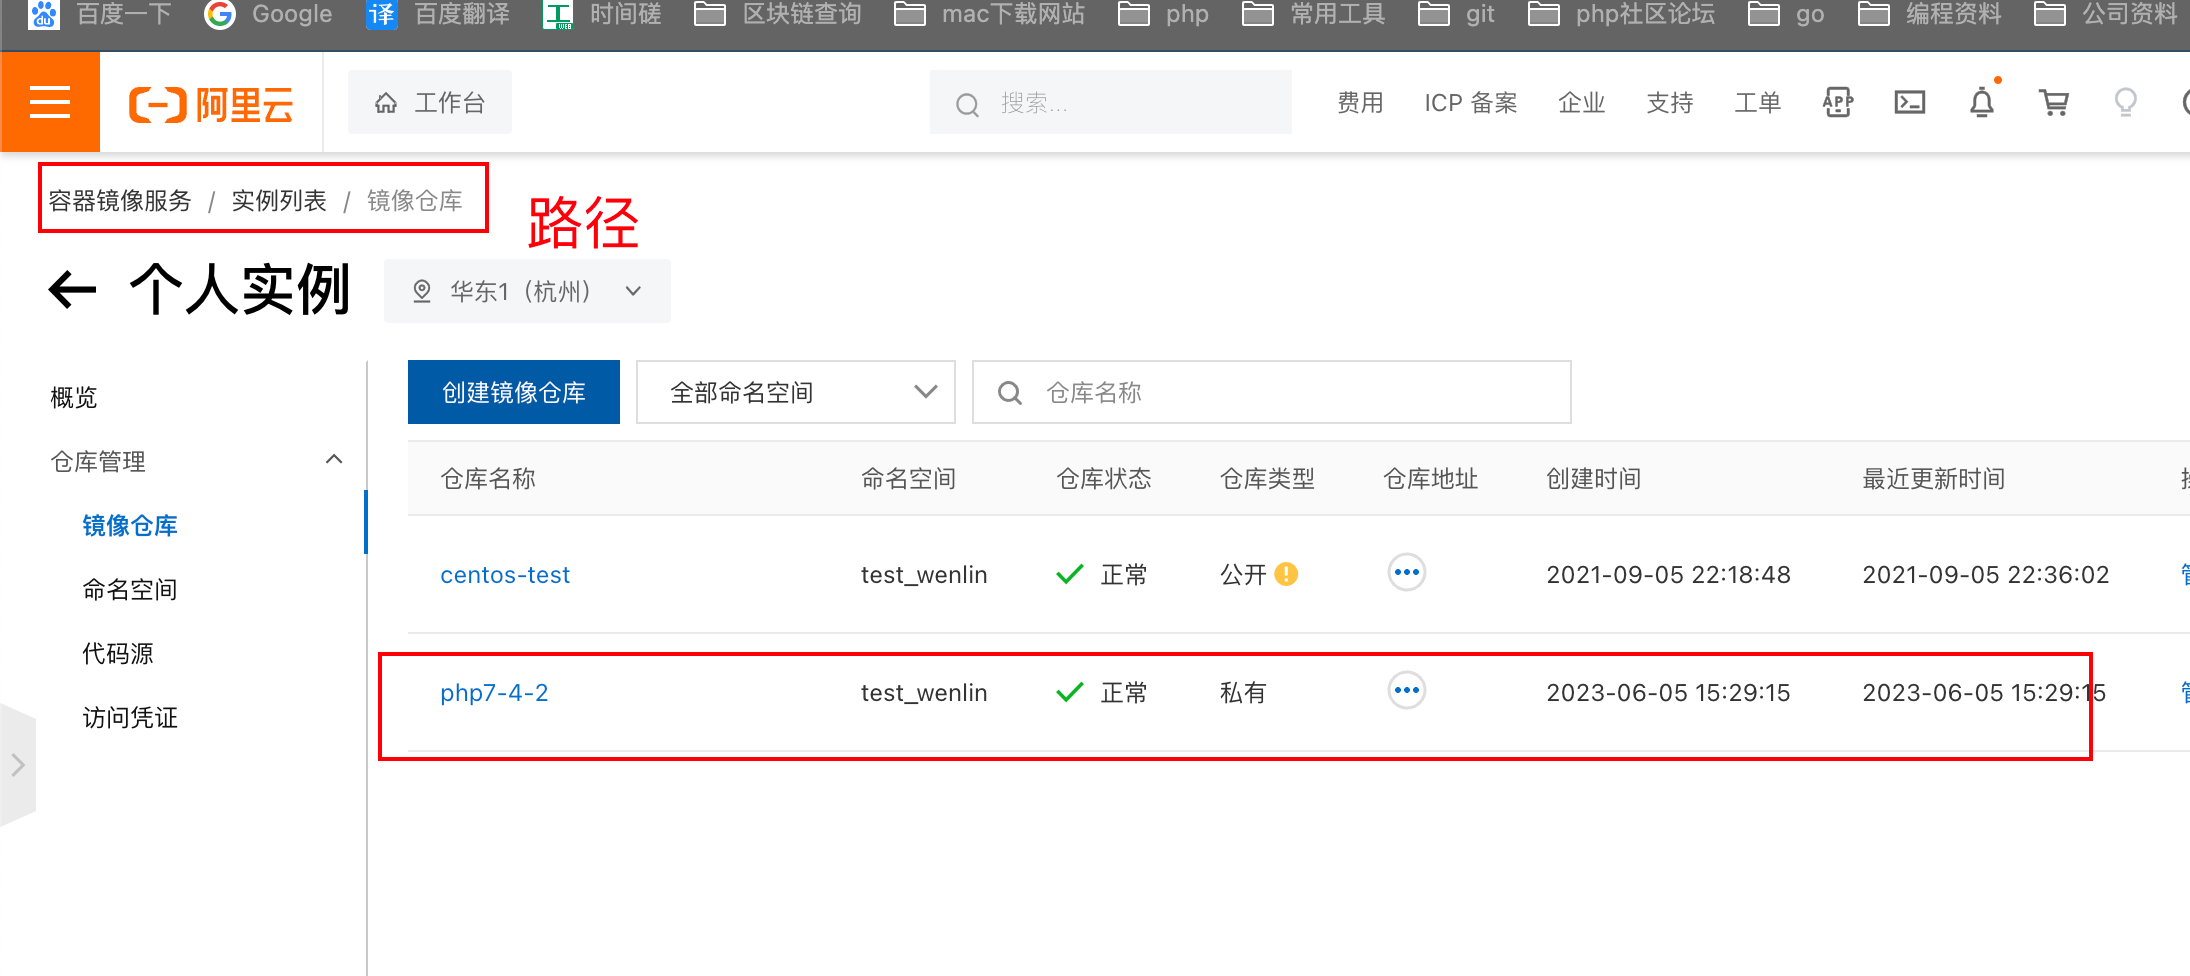 百度一下 Google 译 百度翻译 工 WEB 时间磋 区块链查询 mac下载网站 php 常用工具 git php社区论坛 go 编程资料 公司资料
阿里云 工作台 搜索... 费用 ICP 备案 企业 支持 工单 APP
容器镜像服务 / 实例列表 / 镜像仓库
路径
个人实例 华东1（杭州）
创建镜像仓库 全部命名空间 仓库名称
概览
仓库管理
镜像仓库
命名空间
代码源
访问凭证
仓库名称 命名空间 仓库状态 仓库类型 仓库地址 创建时间 最近更新时间
centos-test test_wenlin 正常 公开 2021-09-05 22:18:48 2021-09-05 22:36:02
php7-4-2 test_wenlin 正常 私有 2023-06-05 15:29:15 2023-06-05 15:29:15